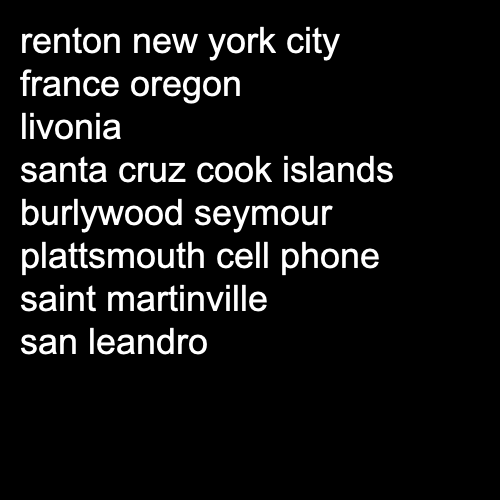 renton new york city
france oregon
livonia
santa cruz cook islands
burlywood seymour
plattsmouth cell phone
saint martinville
san leandro